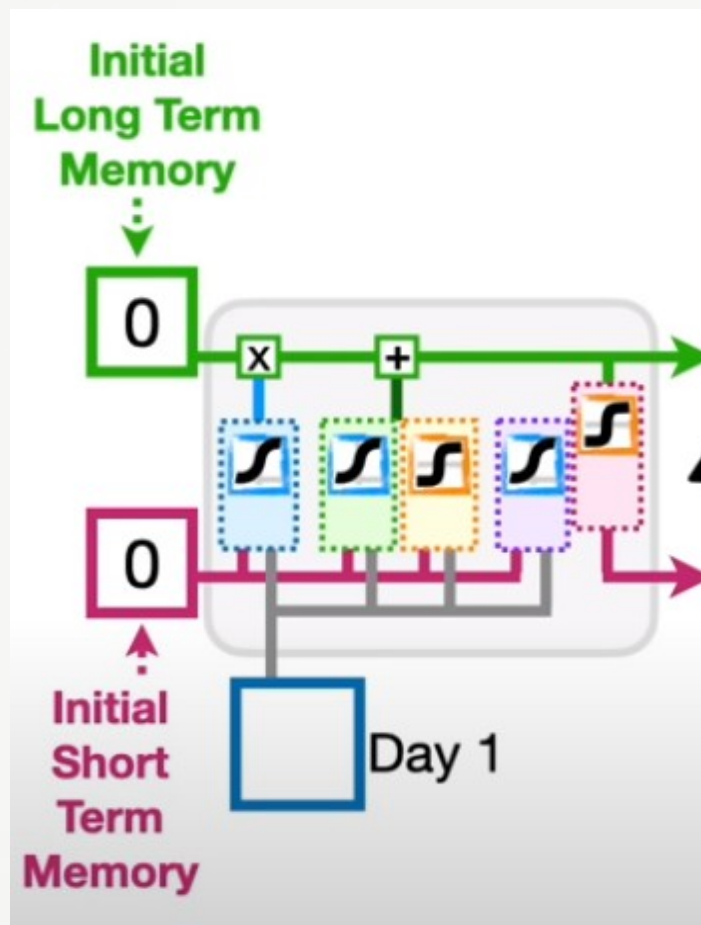 Initial
Long Term
Memory
0
x
+
0
Initial
Short
Term
Memory
Day 1